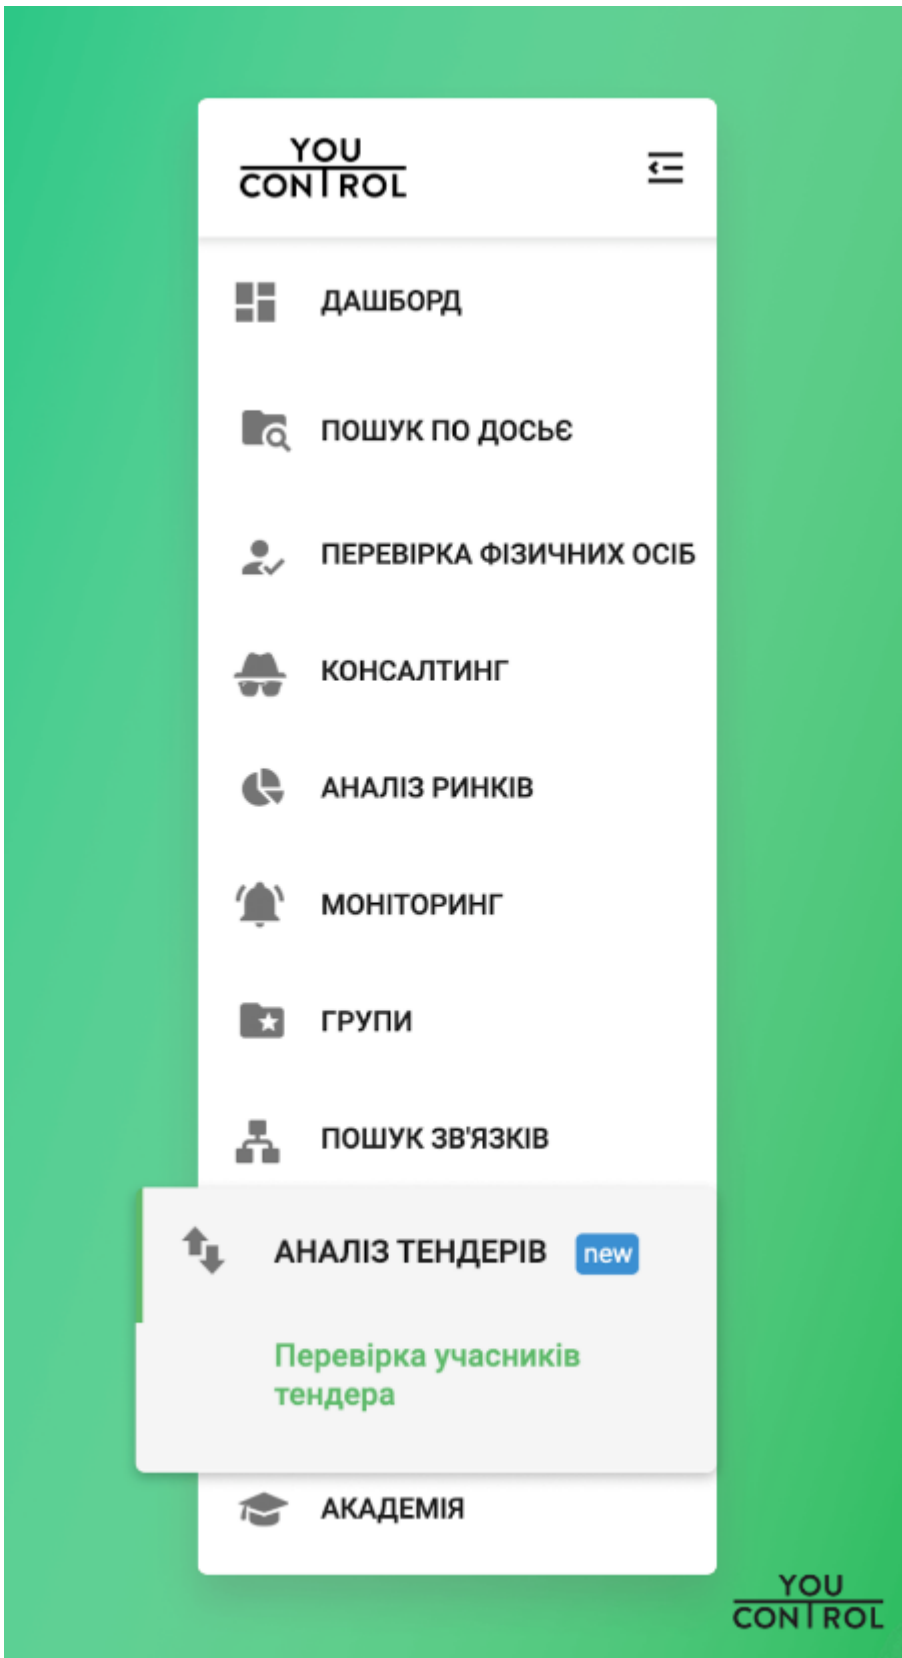 YOU
CONTROL
ДАШБОРД
ПОШУК ПО ДОСЬЄ
ПЕРЕВІРКА ФІЗИЧНИХ ОСІБ
КОНСАЛТИНГ
АНАЛІЗ РИНКІВ
МОНІТОРИНГ
ГРУПИ
ПОШУК ЗВ'ЯЗКІВ
АНАЛІЗ ТЕНДЕРІВ new
Перевірка учасників
тендера
АКАДЕМІЯ
YOU
CONTROL